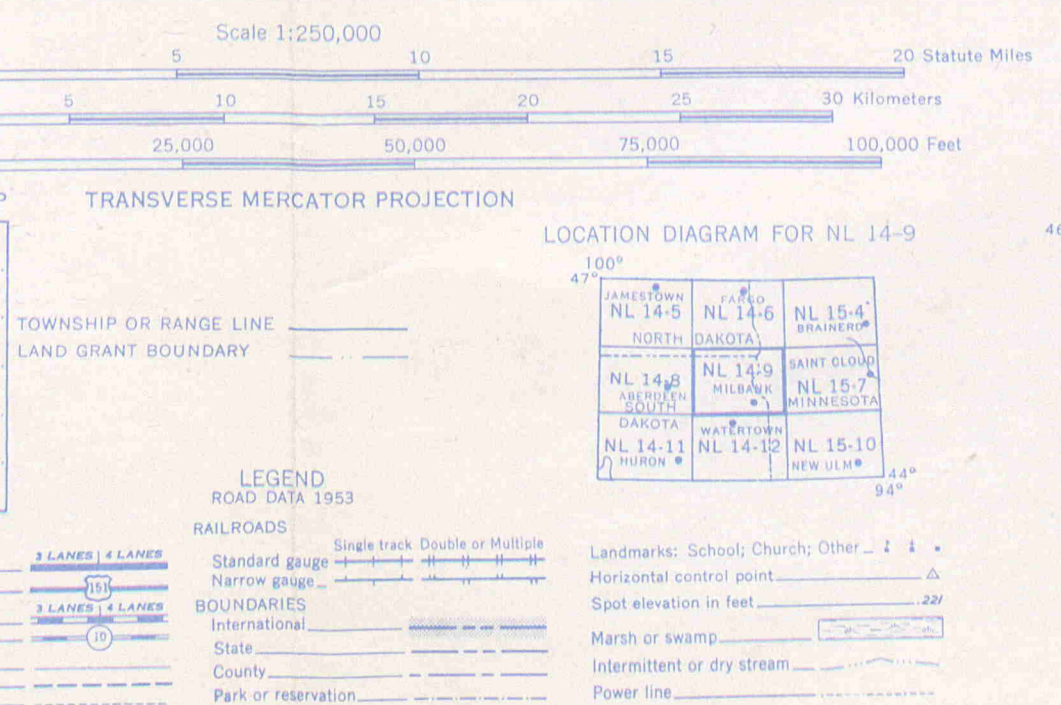 Scale 1:250,000
5 10 15 20 Statute Miles
5 10 15 20 25 30 Kilometers
25,000 50,000 75,000 100,000 Feet
TRANSVERSE MERCATOR PROJECTION
TOWNSHIP OR RANGE LINE
LAND GRANT BOUNDARY
LOCATION DIAGRAM FOR NL 14-9
46
100°
47°
JAMESTOWN
NL 14-5
FARGO
NL 14-6
NL 15-4
BRAINERD
NORTH DAKOTA
NL 14-8
ABERDEEN
SOUTH
DAKOTA
NL 14-9
MILBANK
SAINT CLOUD
NL 15-7
MINNESOTA
NL 14-11
HURON
WATERTOWN
NL 14-12
NL 15-10
NEW ULM
44°
94°
LEGEND
ROAD DATA 1953
3 LANES | 4 LANES
151
3 LANES | 4 LANES
10
RAILROADS
Single track Double or Multiple
Standard gauge
Narrow gauge
BOUNDARIES
International
State
County
Park or reservation
Landmarks: School; Church; Other
Horizontal control point
Spot elevation in feet .221
Marsh or swamp
Intermittent or dry stream
Power line